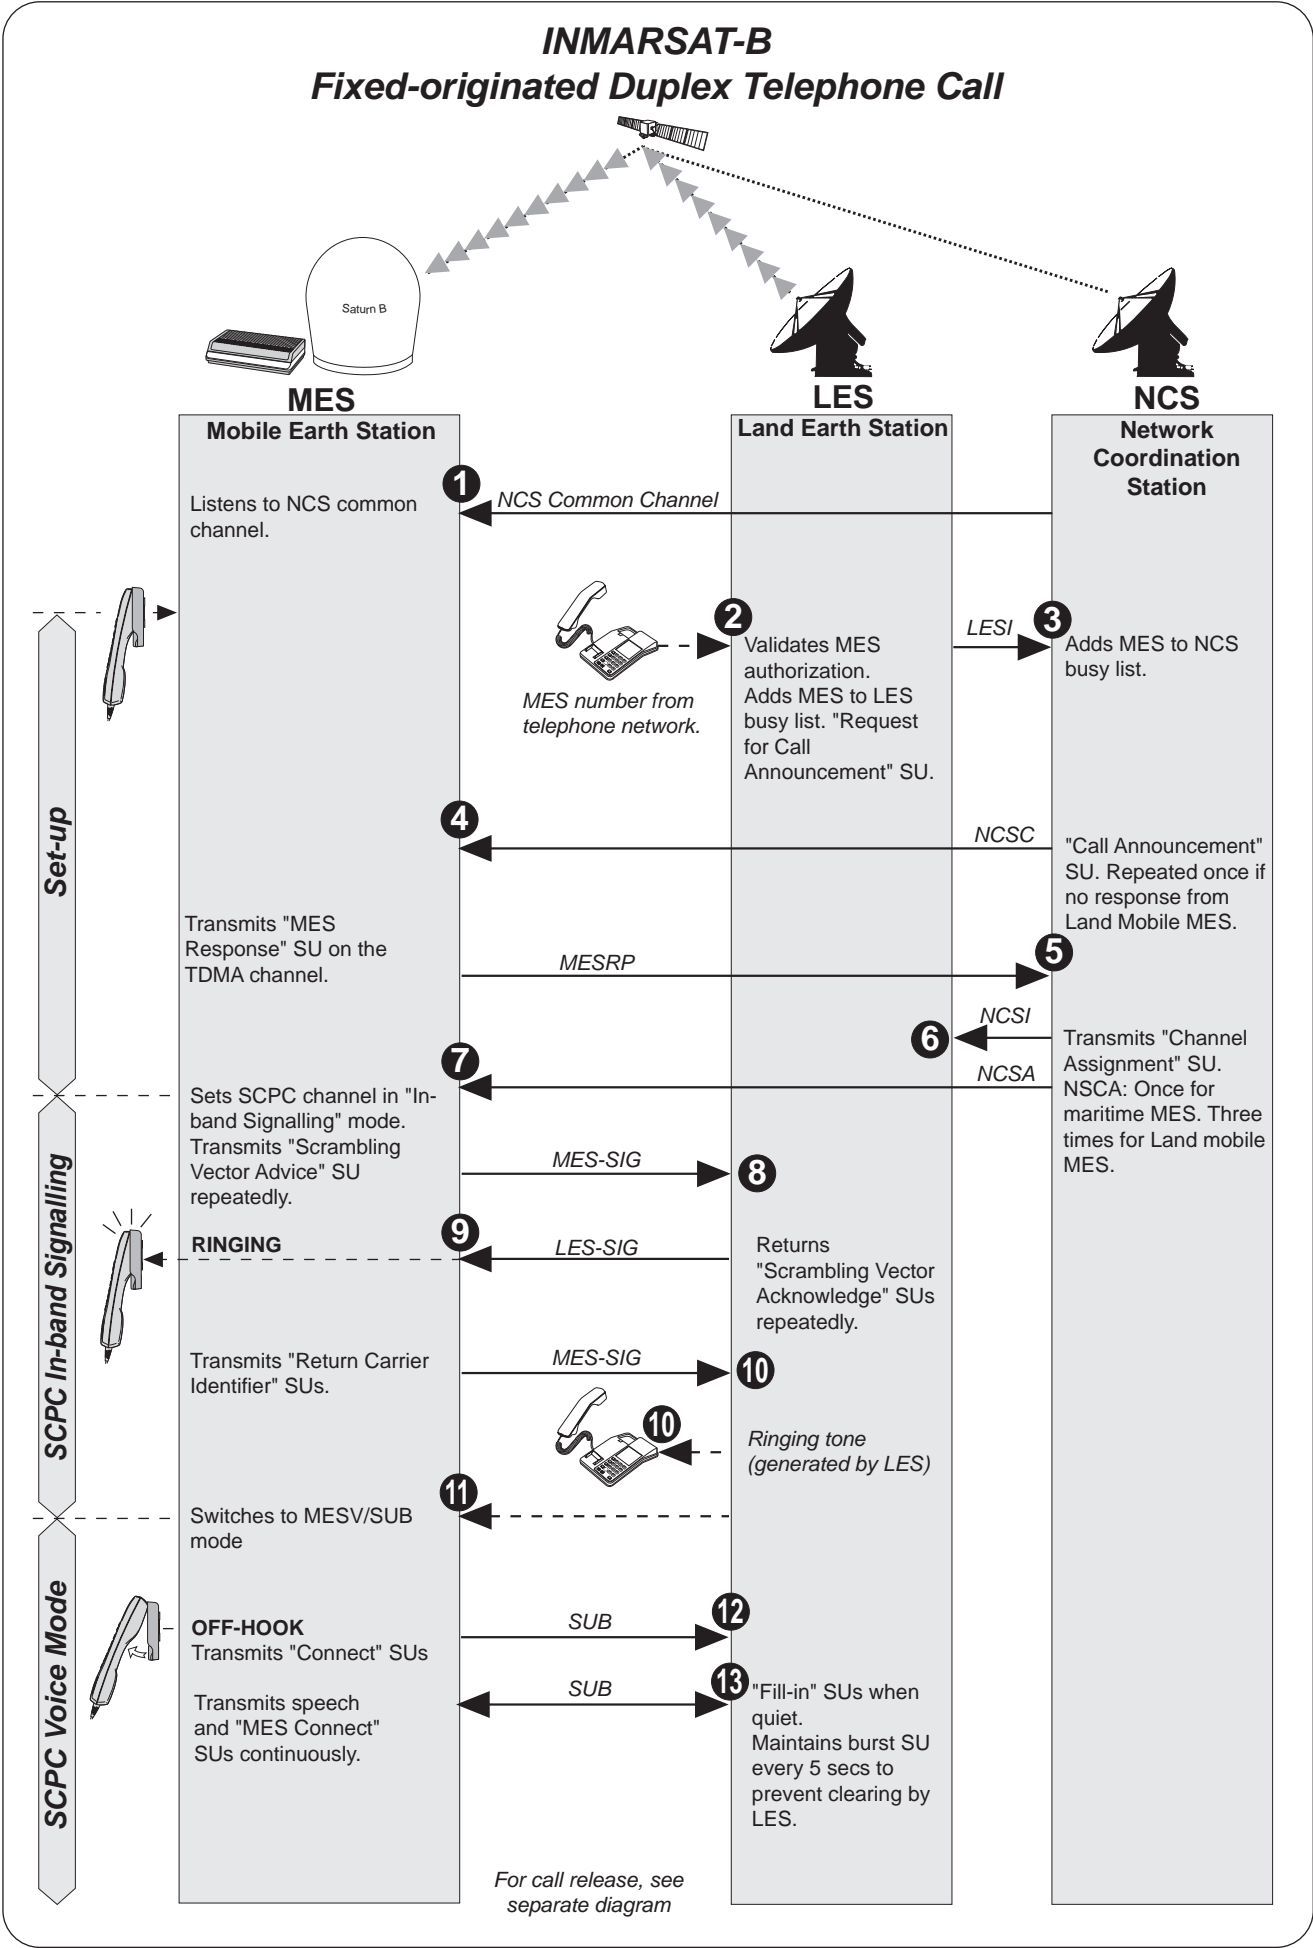 INMARSAT-B
Fixed-originated Duplex Telephone Call
Saturn B
MES
Mobile Earth Station
LES
Land Earth Station
NCS
Network
Coordination
Station
1
NCS Common Channel
Listens to NCS common
channel.
2
LESI
3
Validates MES
authorization.
Adds MES to LES
busy list. "Request
for Call
Announcement" SU.
Adds MES to NCS
busy list.
MES number from
telephone network.
Set-up
4
NCSC
"Call Announcement"
SU. Repeated once if
no response from
Land Mobile MES.
Transmits "MES
Response" SU on the
TDMA channel.
MESRP
5
NCSI
6
Transmits "Channel
Assignment" SU.
NSCA: Once for
maritime MES. Three
times for Land mobile
MES.
7
NCSA
Sets SCPC channel in "In-
band Signalling" mode.
Transmits "Scrambling
Vector Advice" SU
repeatedly.
MES-SIG
8
SCPC In-band Signalling
9
RINGING
LES-SIG
Returns
"Scrambling Vector
Acknowledge" SUs
repeatedly.
Transmits "Return Carrier
Identifier" SUs.
MES-SIG
10
10
Ringing tone
(generated by LES)
11
Switches to MESV/SUB
mode
SCPC Voice Mode
OFF-HOOK
Transmits "Connect" SUs
SUB
12
Transmits speech
and "MES Connect"
SUs continuously.
SUB
13
"Fill-in" SUs when
quiet.
Maintains burst SU
every 5 secs to
prevent clearing by
LES.
For call release, see
separate diagram